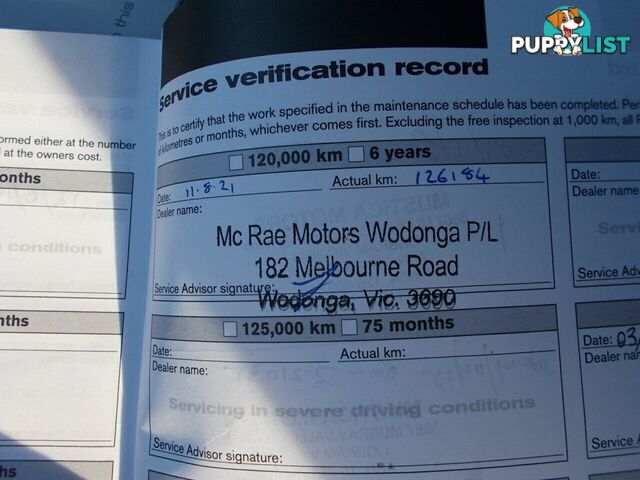 this
PUPPYLIST
Service verification record
This is to certify that the work specified in the maintenance schedule has been completed. Per
of kilometres or months, whichever comes first. Excluding the free inspection at 1,000 km, all
ormed either at the number
at the owners cost.
onths
conditions
nths
hs
120,000 km 6 years
Date: 11.8.21 Actual km: 126184
Dealer name:
Mc Rae Motors Wodonga P/L
182 Melbourne Road
Service Advisor signature:
Wodonga, Vic. 3690
125,000 km 75 months
Date: Actual km:
Dealer name:
Servicing in severe driving conditions
Service Advisor signature:
Date:
Dealer name:
Servi
Service Adv
Date: 03
Dealer nam
Service A